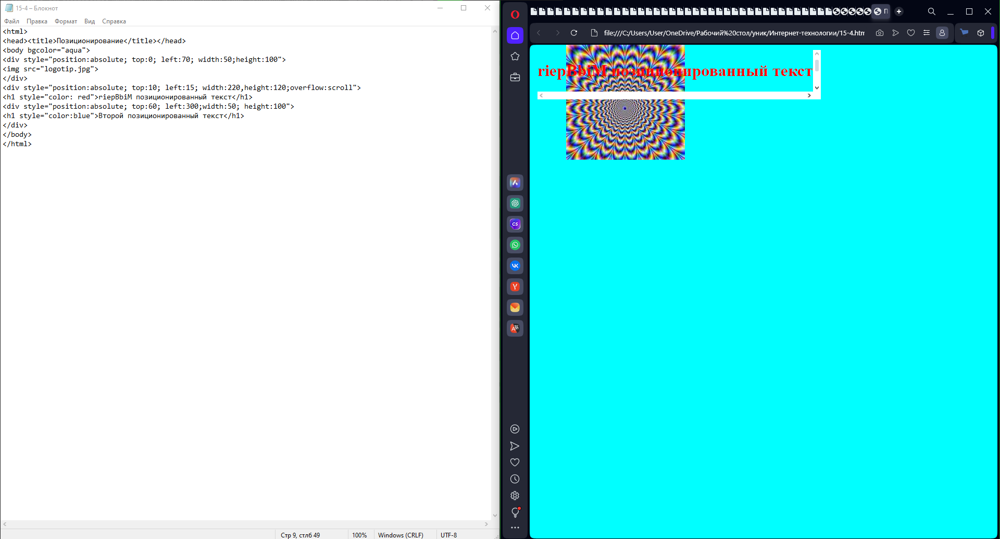 15-4 – Блокнот
Файл Правка Формат Вид Справка
<html>
<head><title>Позиционирование</title></head>
<body bgcolor="aqua">
<div style="position:absolute; top:0; left:70; width:50;height:100">
<img src="logotip.jpg">
</div>
<div style="position:absolute; top:10; left:15; width:220,height:120;overflow:scroll">
<h1 style="color: red">riepBbiM позиционированный текст</h1>
<div style="position:absolute; top:60; left:300;width:50; height:100">
<h1 style="color:blue">Второй позиционированный текст</h1>
</div>
</body>
</html>
Стр 9, стлб 49 100% Windows (CRLF) UTF-8
П
file:///C:/Users/User/OneDrive/Рабочий%20стол/уник/Интернет-технологии/15-4.htm
riepBbiM позиционированный текст
CS